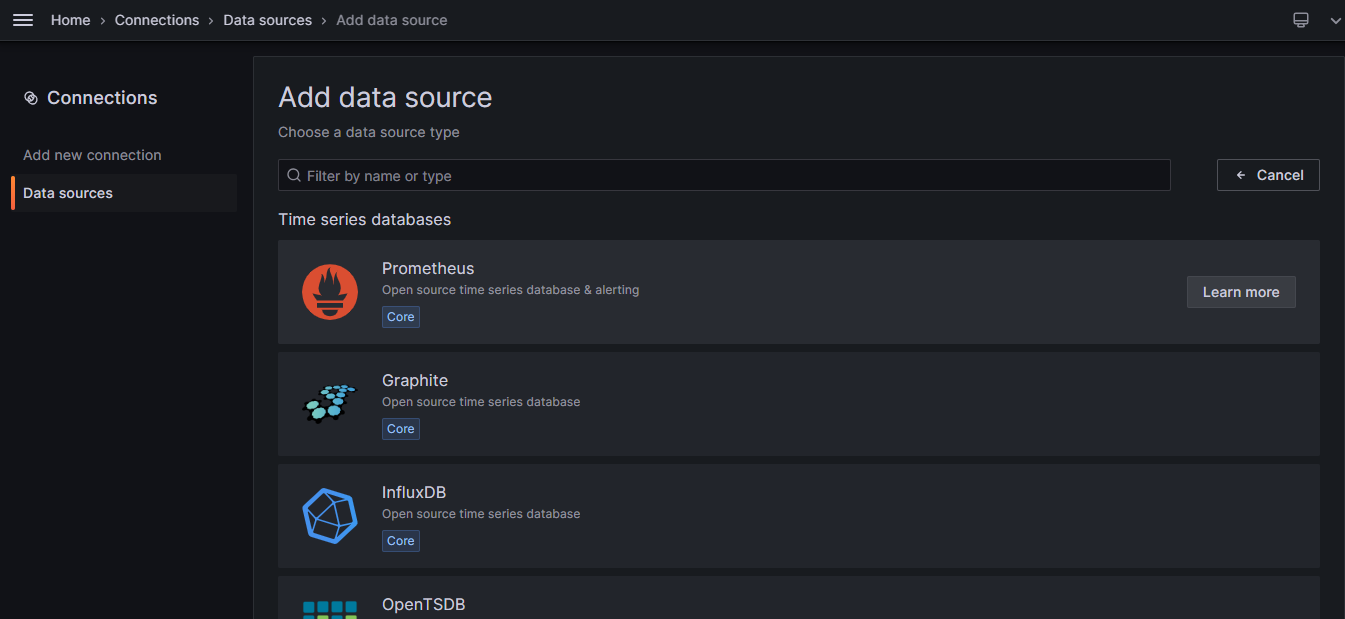 Home › Connections › Data sources › Add data source
Connections
Add new connection
Data sources
Add data source
Choose a data source type
Filter by name or type
Cancel
Time series databases
Prometheus
Open source time series database & alerting
Core
Learn more
Graphite
Open source time series database
Core
InfluxDB
Open source time series database
Core
OpenTSDB